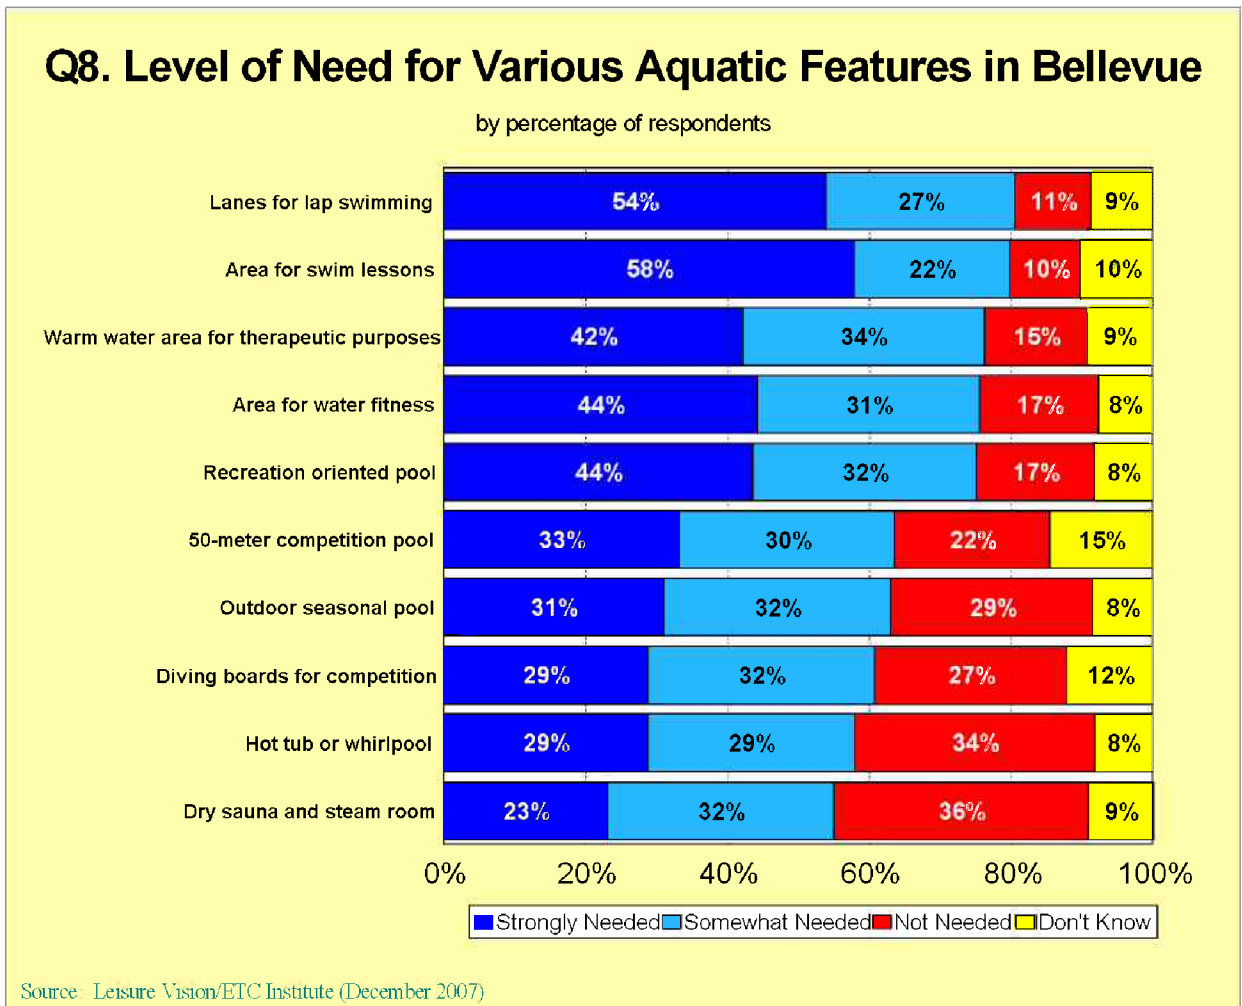 Q8. Level of Need for Various Aquatic Features in Bellevue
by percentage of respondents
Lanes for lap swimming 54% 27% 11% 9%
Area for swim lessons 58% 22% 10% 10%
Warm water area for therapeutic purposes 42% 34% 15% 9%
Area for water fitness 44% 31% 17% 8%
Recreation oriented pool 44% 32% 17% 8%
50-meter competition pool 33% 30% 22% 15%
Outdoor seasonal pool 31% 32% 29% 8%
Diving boards for competition 29% 32% 27% 12%
Hot tub or whirlpool 29% 29% 34% 8%
Dry sauna and steam room 23% 32% 36% 9%
0% 20% 40% 60% 80% 100%
Strongly Needed Somewhat Needed Not Needed Don't Know
Source: Leisure Vision/ETC Institute (December 2007)